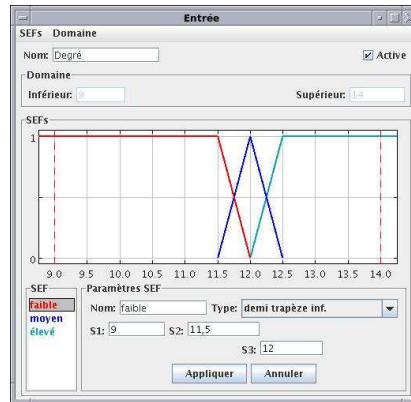 Entrée
SEFs Domaine
Nom: Degré Active
Domaine
Inférieur: 9 Supérieur: 14
SEFs
1
0
9.0 9.5 10.0 10.5 11.0 11.5 12.0 12.5 13.0 13.5 14.0
SEF Paramètres SEF
faible
moyen
élevé
Nom: faible Type: demi trapèze inf.
S1: 9 S2: 11,5
S3: 12
Appliquer Annuler